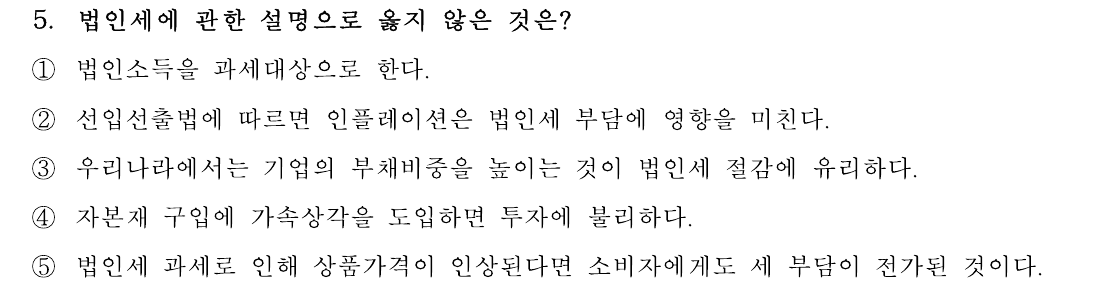 5. 법인세에 관한 설명으로 옳지 않은 것은?
① 법인소득을 과세대상으로 한다.
② 선입선출법에 따르면 인플레이션은 법인세 부담에 영향을 미친다.
③ 우리나라에서는 기업의 부채비중을 높이는 것이 법인세 절감에 유리하다.
④ 자본재 구입에 가속상각을 도입하면 투자에 불리하다.
⑤ 법인세 과세로 인해 상품가격이 인상된다면 소비자에게도 세 부담이 전가된 것이다.